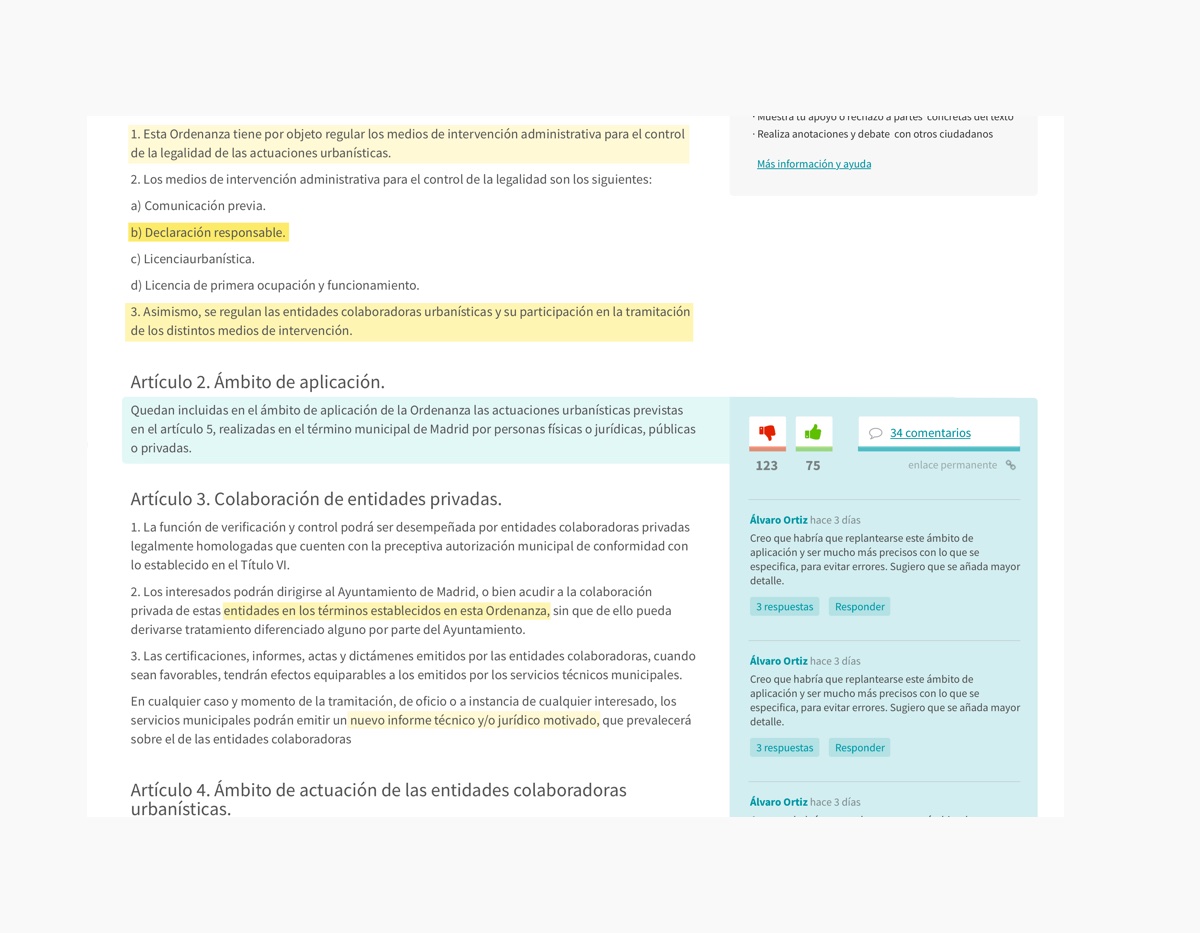 1. Esta Ordenanza tiene por objeto regular los medios de intervención administrativa para el control
de la legalidad de las actuaciones urbanísticas.
2. Los medios de intervención administrativa para el control de la legalidad son los siguientes:
a) Comunicación previa.
b) Declaración responsable.
c) Licenciaurbanística.
d) Licencia de primera ocupación y funcionamiento.
3. Asimismo, se regulan las entidades colaboradoras urbanísticas y su participación en la tramitación
de los distintos medios de intervención.
Artículo 2. Ámbito de aplicación.
Quedan incluidas en el ámbito de aplicación de la Ordenanza las actuaciones urbanísticas previstas
en el artículo 5, realizadas en el término municipal de Madrid por personas físicas o jurídicas, públicas
o privadas.
Artículo 3. Colaboración de entidades privadas.
1. La función de verificación y control podrá ser desempeñada por entidades colaboradoras privadas
legalmente homologadas que cuenten con la preceptiva autorización municipal de conformidad con
lo establecido en el Título VI.
2. Los interesados podrán dirigirse al Ayuntamiento de Madrid, o bien acudir a la colaboración
privada de estas entidades en los términos establecidos en esta Ordenanza, sin que de ello pueda
derivarse tratamiento diferenciado alguno por parte del Ayuntamiento.
3. Las certificaciones, informes, actas y dictámenes emitidos por las entidades colaboradoras, cuando
sean favorables, tendrán efectos equiparables a los emitidos por los servicios técnicos municipales.
En cualquier caso y momento de la tramitación, de oficio o a instancia de cualquier interesado, los
servicios municipales podrán emitir un nuevo informe técnico y/o jurídico motivado, que prevalecerá
sobre el de las entidades colaboradoras
Artículo 4. Ámbito de actuación de las entidades colaboradoras
urbanísticas.
· Muestra tu apoyo o rechazo a partes concretas del texto
· Realiza anotaciones y debate con otros ciudadanos
Más información y ayuda
34 comentarios
123 75 enlace permanente
Álvaro Ortiz hace 3 días
Creo que habría que replantearse este ámbito de
aplicación y ser mucho más precisos con lo que se
especifica, para evitar errores. Sugiero que se añada mayor
detalle.
3 respuestas Responder
Álvaro Ortiz hace 3 días
Creo que habría que replantearse este ámbito de
aplicación y ser mucho más precisos con lo que se
especifica, para evitar errores. Sugiero que se añada mayor
detalle.
3 respuestas Responder
Álvaro Ortiz hace 3 días